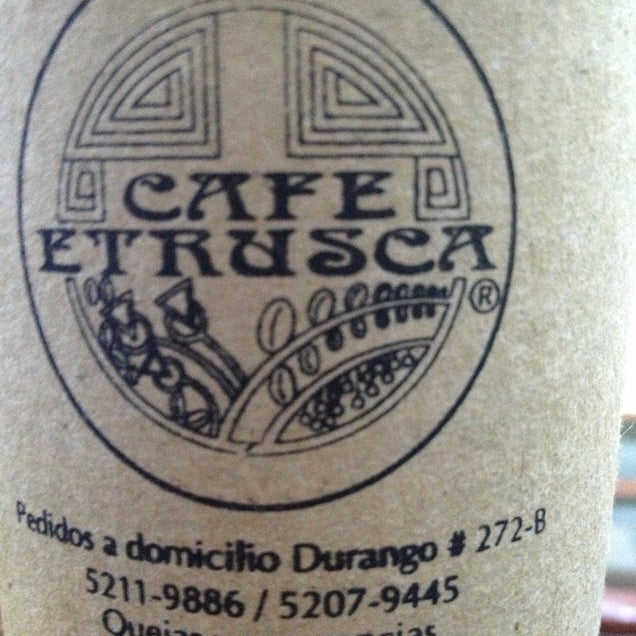 CAFE
ETRUSCA
®
Pedidos a domicilio Durango # 272-B
5211-9886 / 5207-9445